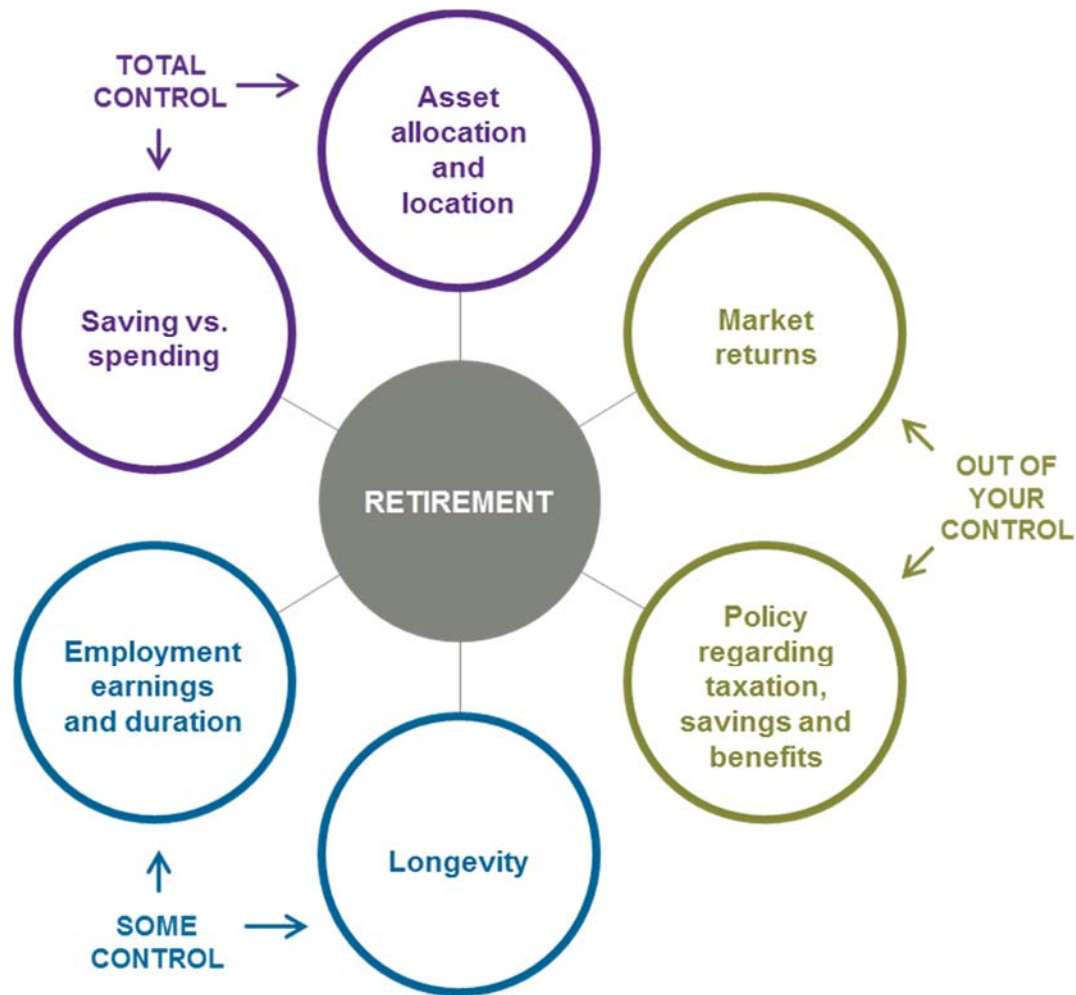 TOTAL
CONTROL
Asset
allocation
and
location
Saving vs.
spending
Market
returns
RETIREMENT
OUT OF
YOUR
CONTROL
Employment
earnings
and duration
Policy
regarding
taxation,
savings and
benefits
Longevity
SOME
CONTROL